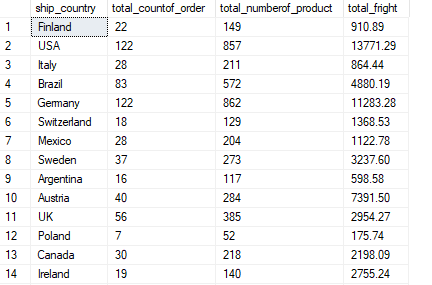 ship_country total_countof_order total_numberof_product total_fright
1 Finland 22 149 910.89
2 USA 122 857 13771.29
3 Italy 28 211 864.44
4 Brazil 83 572 4880.19
5 Germany 122 862 11283.28
6 Switzerland 18 129 1368.53
7 Mexico 28 204 1122.78
8 Sweden 37 273 3237.60
9 Argentina 16 117 598.58
10 Austria 40 284 7391.50
11 UK 56 385 2954.27
12 Poland 7 52 175.74
13 Canada 30 218 2198.09
14 Ireland 19 140 2755.24